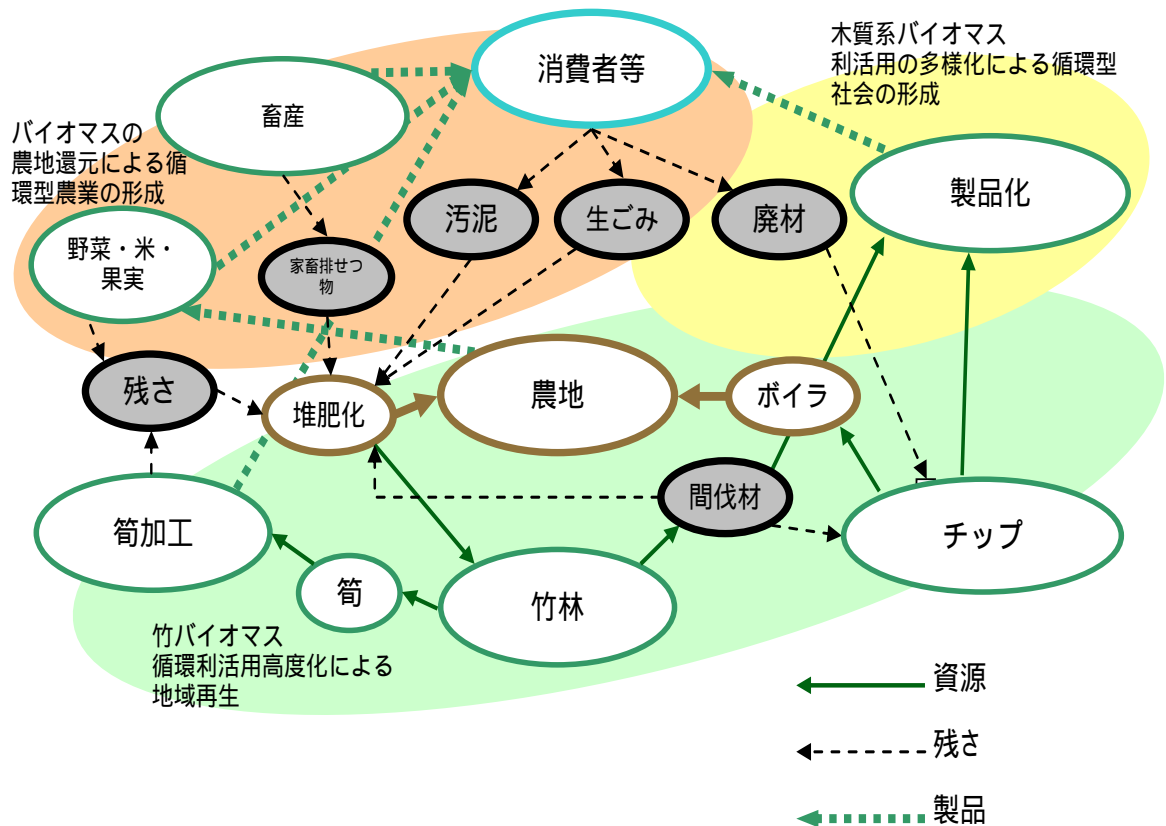 消費者等
木質系バイオマス
利活用の多様化による循環型
社会の形成
畜産
バイオマスの
農地還元による循
環型農業の形成
製品化
汚泥
生ごみ
廃材
野菜・米・
果実
家畜排せつ
物
残さ
堆肥化
農地
ボイラ
間伐材
筍加工
チップ
筍
竹林
竹バイオマス
循環利活用高度化による
地域再生
資源
残さ
製品